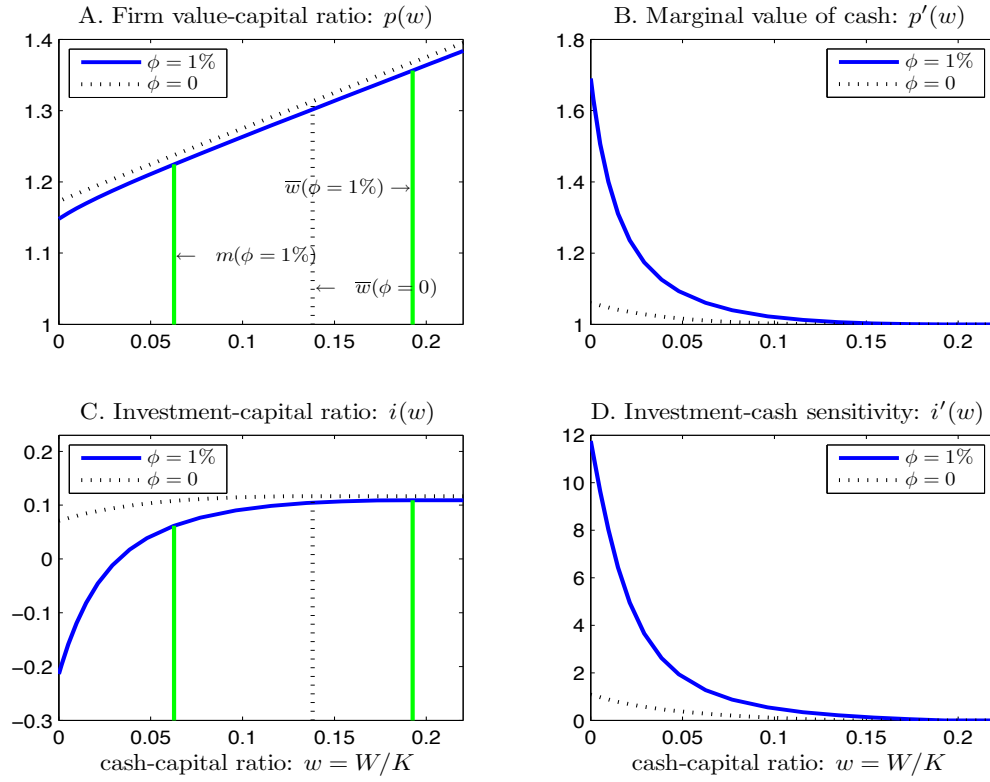 A. Firm value-capital ratio: p(w)
1.4
1.3
1.2
1.1
1
ϕ = 1%
ϕ = 0
w̅(ϕ = 1%) →
← m(ϕ = 1%)
← w̅(ϕ = 0)
0 0.05 0.1 0.15 0.2
B. Marginal value of cash: p′(w)
1.8
1.6
1.4
1.2
1
ϕ = 1%
ϕ = 0
0 0.05 0.1 0.15 0.2
C. Investment-capital ratio: i(w)
0.2
0.1
0
−0.1
−0.2
−0.3
ϕ = 1%
ϕ = 0
0 0.05 0.1 0.15 0.2
cash-capital ratio: w = W/K
D. Investment-cash sensitivity: i′(w)
12
10
8
6
4
2
0
ϕ = 1%
ϕ = 0
0 0.05 0.1 0.15 0.2
cash-capital ratio: w = W/K